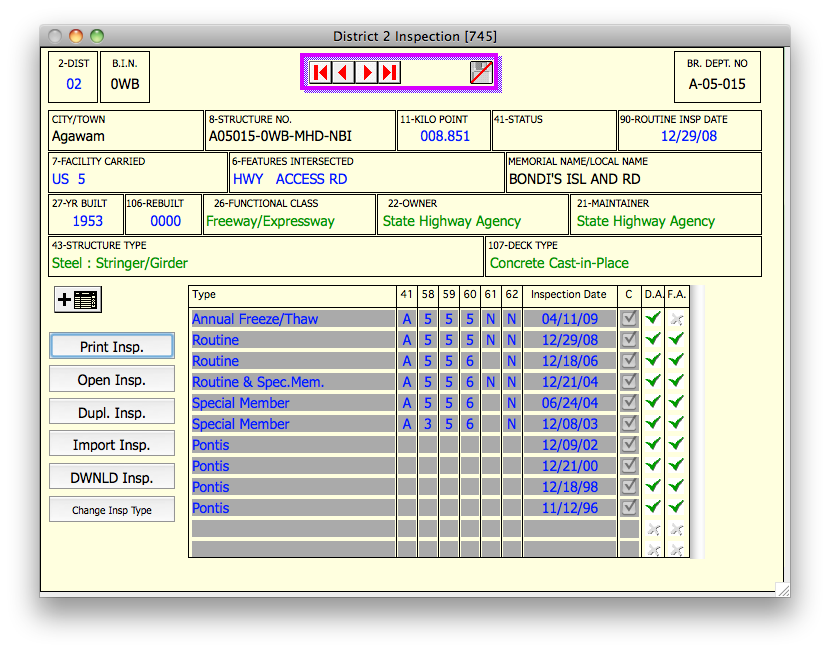 District 2 Inspection [745]
2-DIST B.I.N. BR. DEPT. NO
02 0WB A-05-015
CITY/TOWN 8-STRUCTURE NO. 11-KILO POINT 41-STATUS 90-ROUTINE INSP DATE
Agawam A05015-0WB-MHD-NBI 008.851 12/29/08
7-FACILITY CARRIED 6-FEATURES INTERSECTED MEMORIAL NAME/LOCAL NAME
US 5 HWY ACCESS RD BONDI'S ISL AND RD
27-YR BUILT 106-REBUILT 26-FUNCTIONAL CLASS 22-OWNER 21-MAINTAINER
1953 0000 Freeway/Expressway State Highway Agency State Highway Agency
43-STRUCTURE TYPE 107-DECK TYPE
Steel : Stringer/Girder Concrete Cast-in-Place
Type 41 58 59 60 61 62 Inspection Date C D.A. F.A.
Annual Freeze/Thaw A 5 5 5 N N 04/11/09
Print Insp. Routine A 5 5 5 N N 12/29/08
Routine A 5 5 6 N 12/18/06
Open Insp. Routine & Spec.Mem. A 5 5 6 N N 12/21/04
Special Member A 5 5 6 N 06/24/04
Dupl. Insp. Special Member A 3 5 6 N 12/08/03
Import Insp. Pontis 12/09/02
Pontis 12/21/00
DWNLD Insp. Pontis 12/18/98
Change Insp Type Pontis 11/12/96